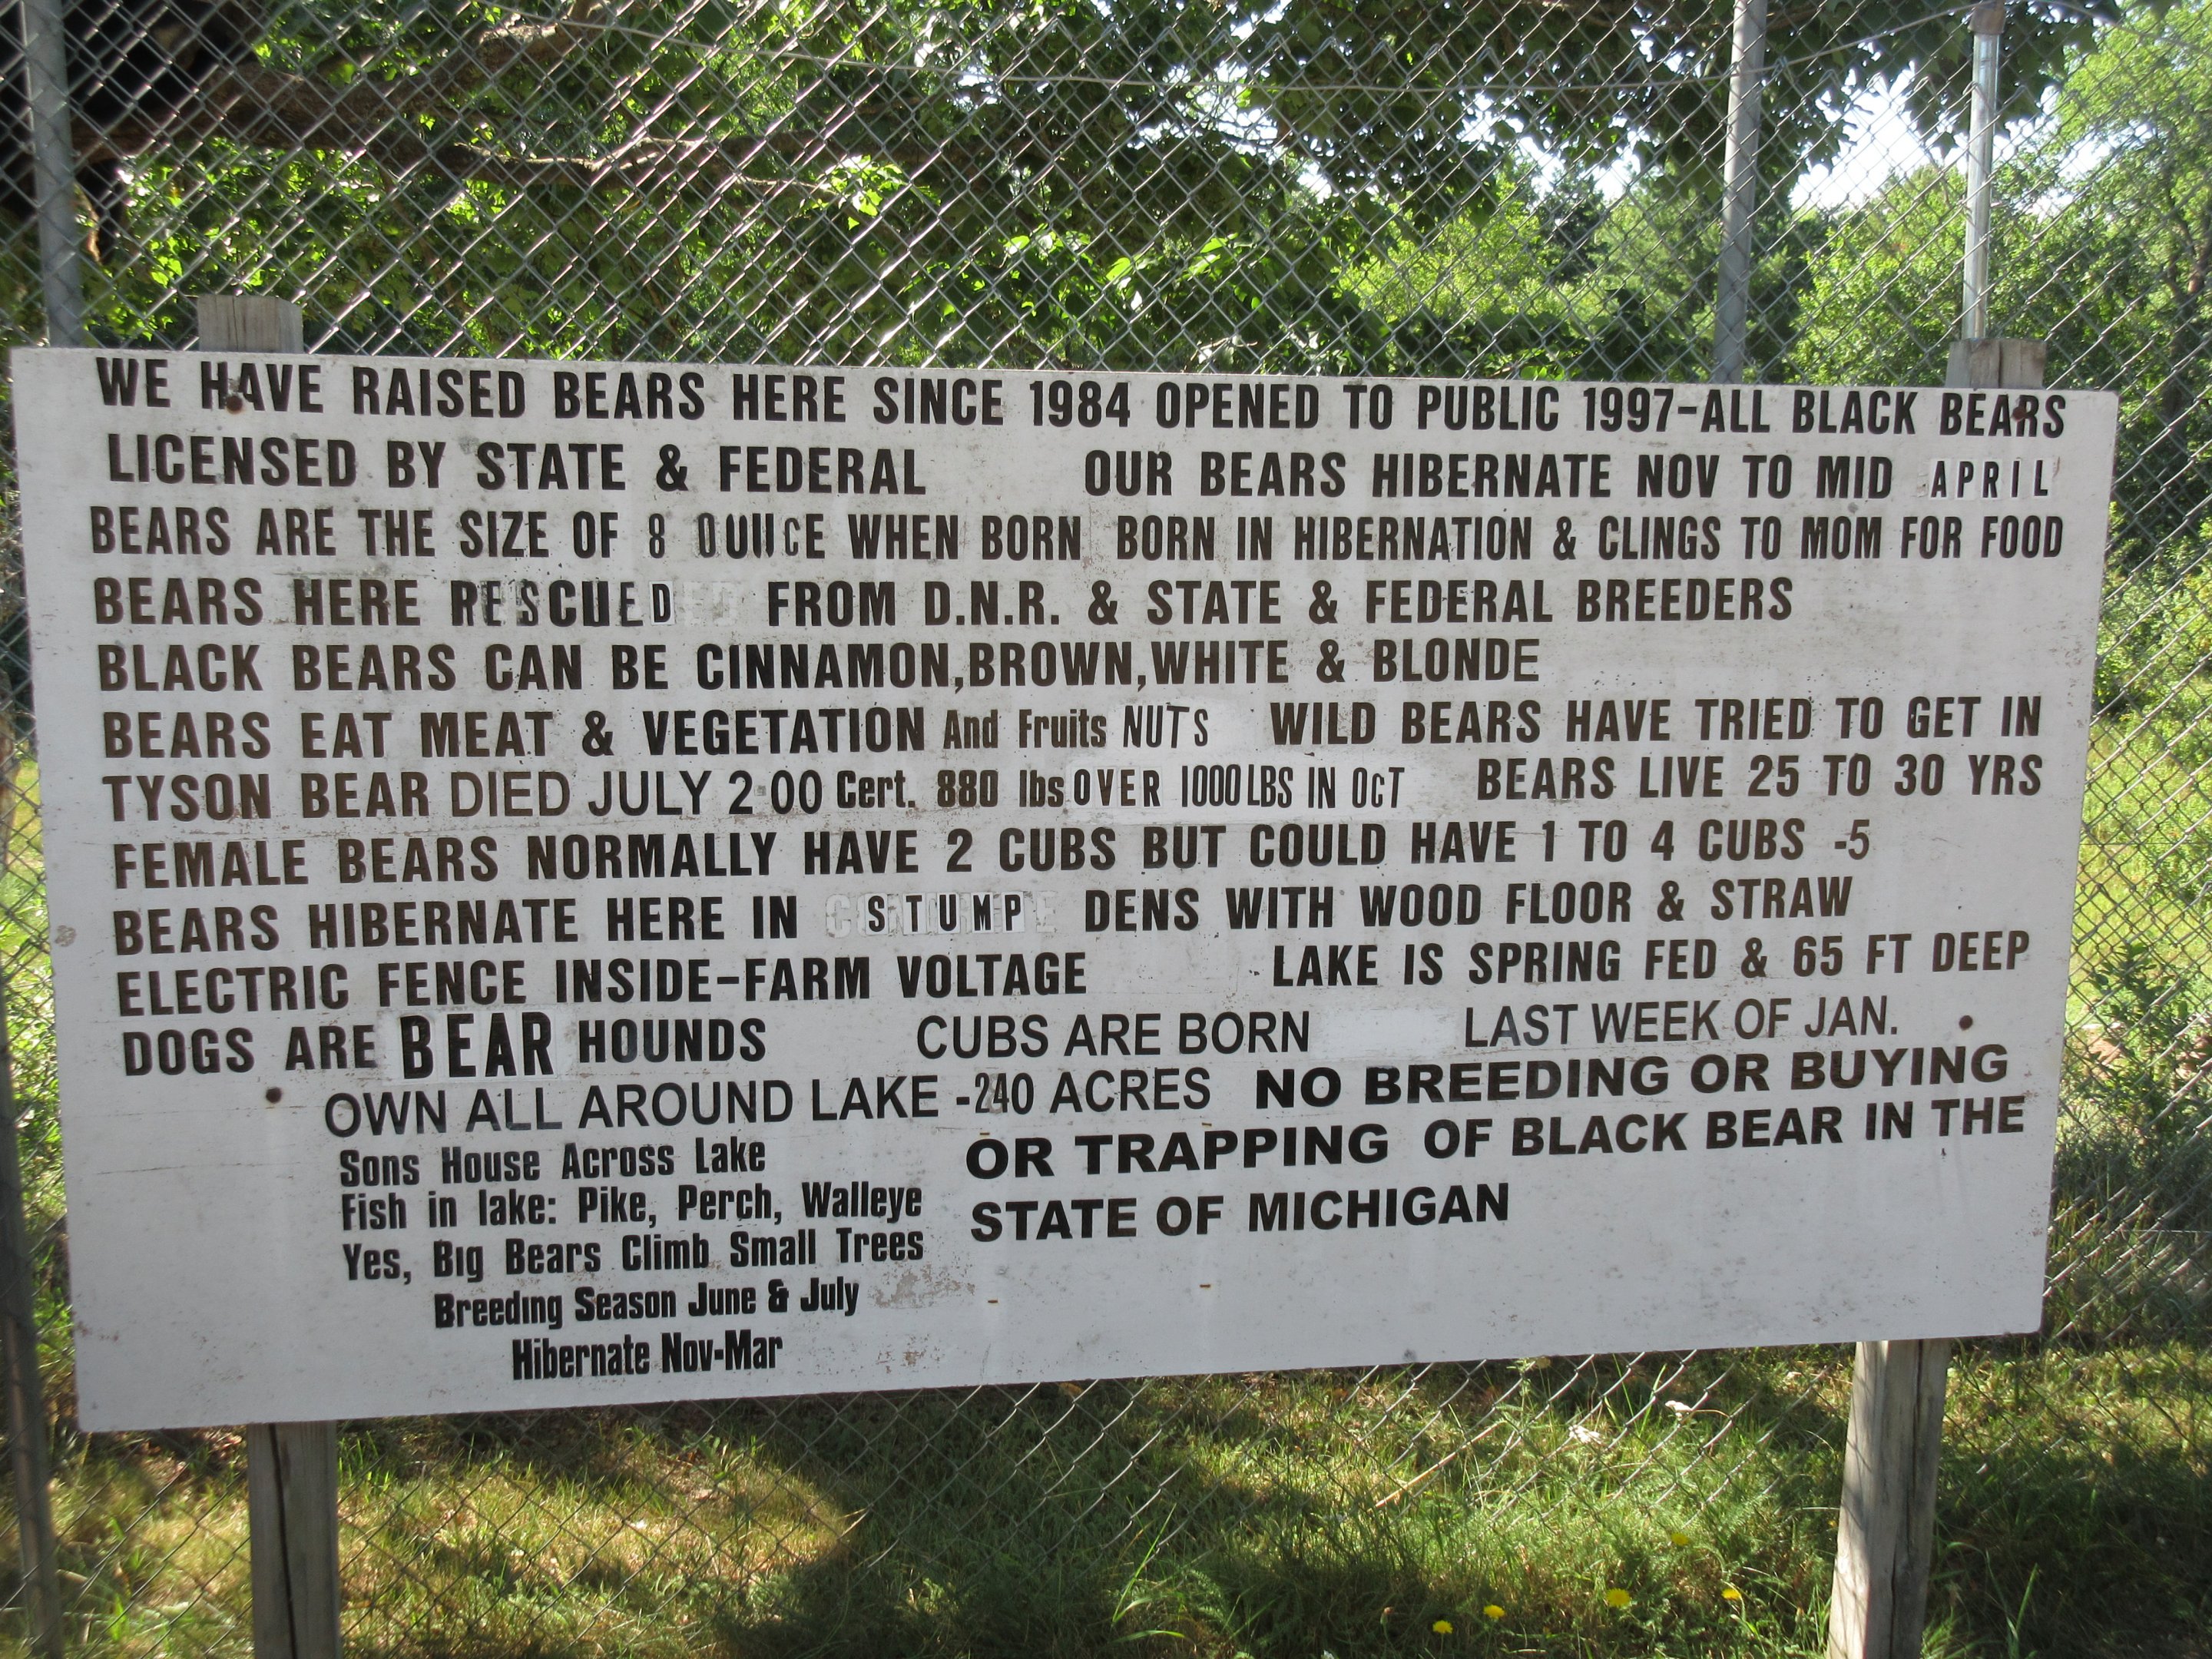 WE HAVE RAISED BEARS HERE SINCE 1984 OPENED TO PUBLIC 1997-ALL BLACK BEARS
LICENSED BY STATE & FEDERAL OUR BEARS HIBERNATE NOV TO MID APRIL
BEARS ARE THE SIZE OF 8 OUNCE WHEN BORN BORN IN HIBERNATION & CLINGS TO MOM FOR FOOD
BEARS HERE RESCUED FROM D.N.R. & STATE & FEDERAL BREEDERS
BLACK BEARS CAN BE CINNAMON,BROWN,WHITE & BLONDE
BEARS EAT MEAT & VEGETATION And Fruits NUTS WILD BEARS HAVE TRIED TO GET IN
TYSON BEAR DIED JULY 2·00 Cert. 880 lbs OVER 1000 LBS IN OcT BEARS LIVE 25 TO 30 YRS
FEMALE BEARS NORMALLY HAVE 2 CUBS BUT COULD HAVE 1 TO 4 CUBS -5
BEARS HIBERNATE HERE IN STUMP DENS WITH WOOD FLOOR & STRAW
ELECTRIC FENCE INSIDE-FARM VOLTAGE LAKE IS SPRING FED & 65 FT DEEP
DOGS ARE BEAR HOUNDS CUBS ARE BORN LAST WEEK OF JAN.
OWN ALL AROUND LAKE -240 ACRES NO BREEDING OR BUYING
Sons House Across Lake OR TRAPPING OF BLACK BEAR IN THE
Fish in lake: Pike, Perch, Walleye STATE OF MICHIGAN
Yes, Big Bears Climb Small Trees
Breeding Season June & July
Hibernate Nov-Mar